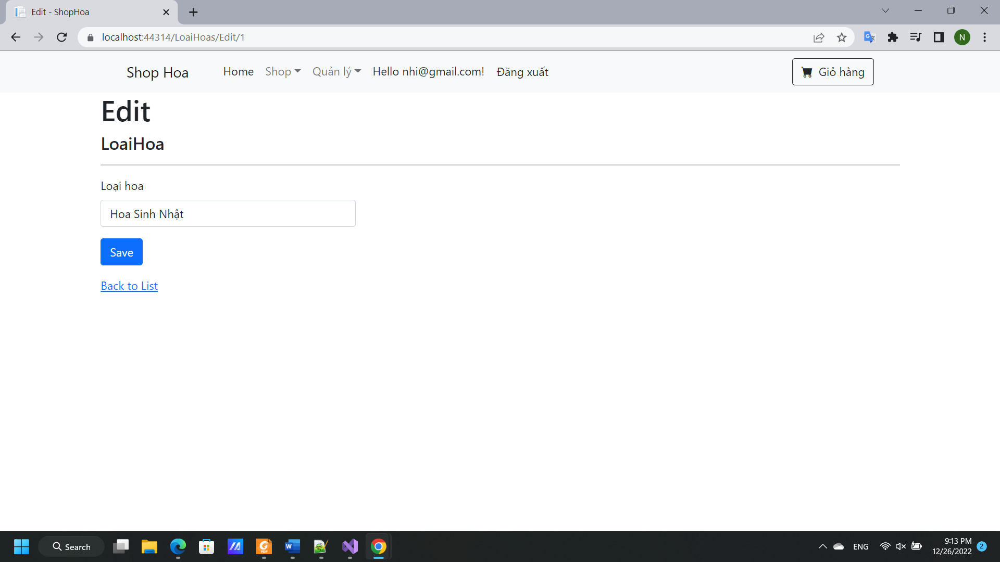 Edit - ShopHoa
localhost:44314/LoaiHoas/Edit/1
N
Shop Hoa Home Shop Quản lý Hello nhi@gmail.com! Đăng xuất Giỏ hàng
Edit
LoaiHoa
Loại hoa
Hoa Sinh Nhật
Save
Back to List
Search
ENG
9:13 PM
12/26/2022
2